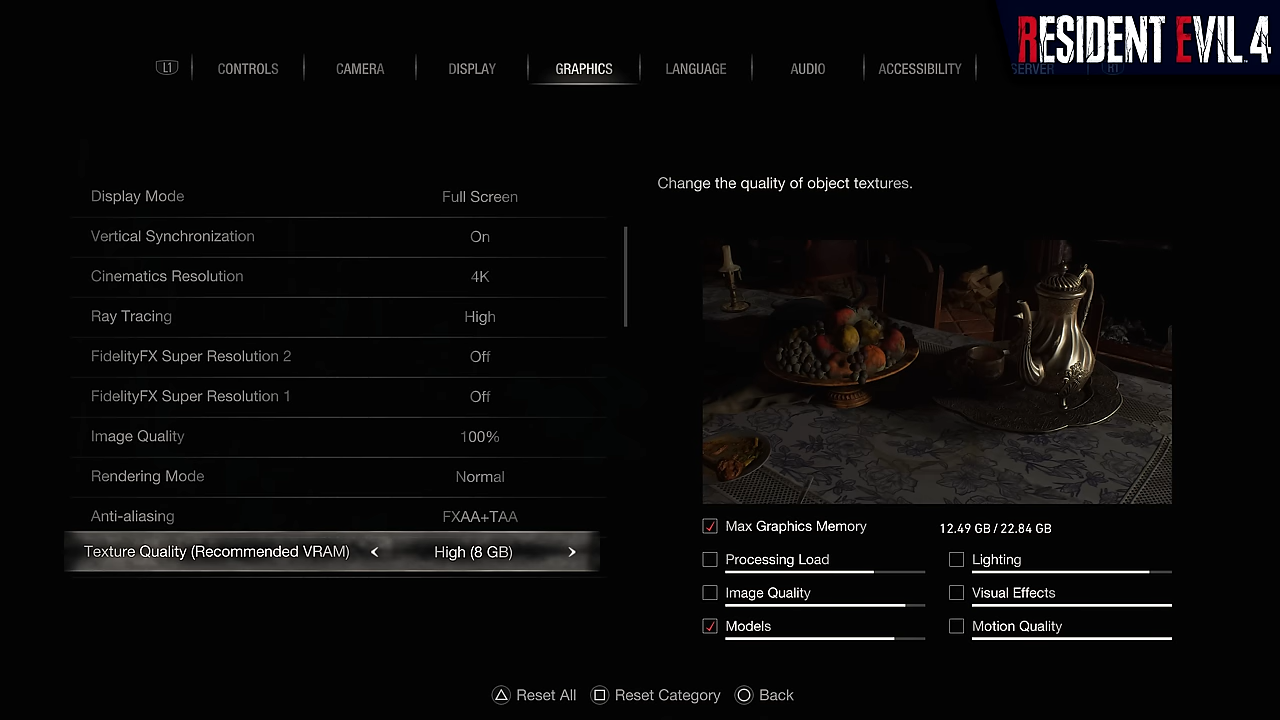 RESIDENT EVIL 4
L1 CONTROLS CAMERA DISPLAY GRAPHICS LANGUAGE AUDIO ACCESSIBILITY SERVER R1
Change the quality of object textures.
Display Mode Full Screen
Vertical Synchronization On
Cinematics Resolution 4K
Ray Tracing High
FidelityFX Super Resolution 2 Off
FidelityFX Super Resolution 1 Off
Image Quality 100%
Rendering Mode Normal
Anti-aliasing FXAA+TAA
Texture Quality (Recommended VRAM) High (8 GB)
Max Graphics Memory 12.49 GB / 22.84 GB
Processing Load Lighting
Image Quality Visual Effects
Models Motion Quality
Reset All Reset Category Back